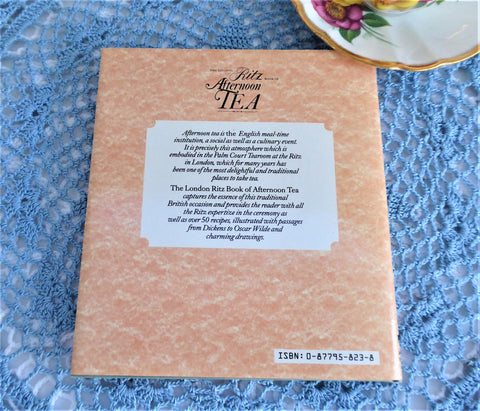 THE LONDON Ritz BOOK OF
Afternoon
TEA
Afternoon tea is the English meal-time
institution, a social as well as a culinary event.
It is precisely this atmosphere which is
embodied in the Palm Court Tearoom at the Ritz
in London, which for many years has
been one of the most delightful and traditional
places to take tea.
The London Ritz Book of Afternoon Tea
captures the essence of this traditional
British occasion and provides the reader with all
the Ritz expertise in the ceremony as
well as over 50 recipes, illustrated with passages
from Dickens to Oscar Wilde and
charming drawings.
ISBN: 0-87795-823-8